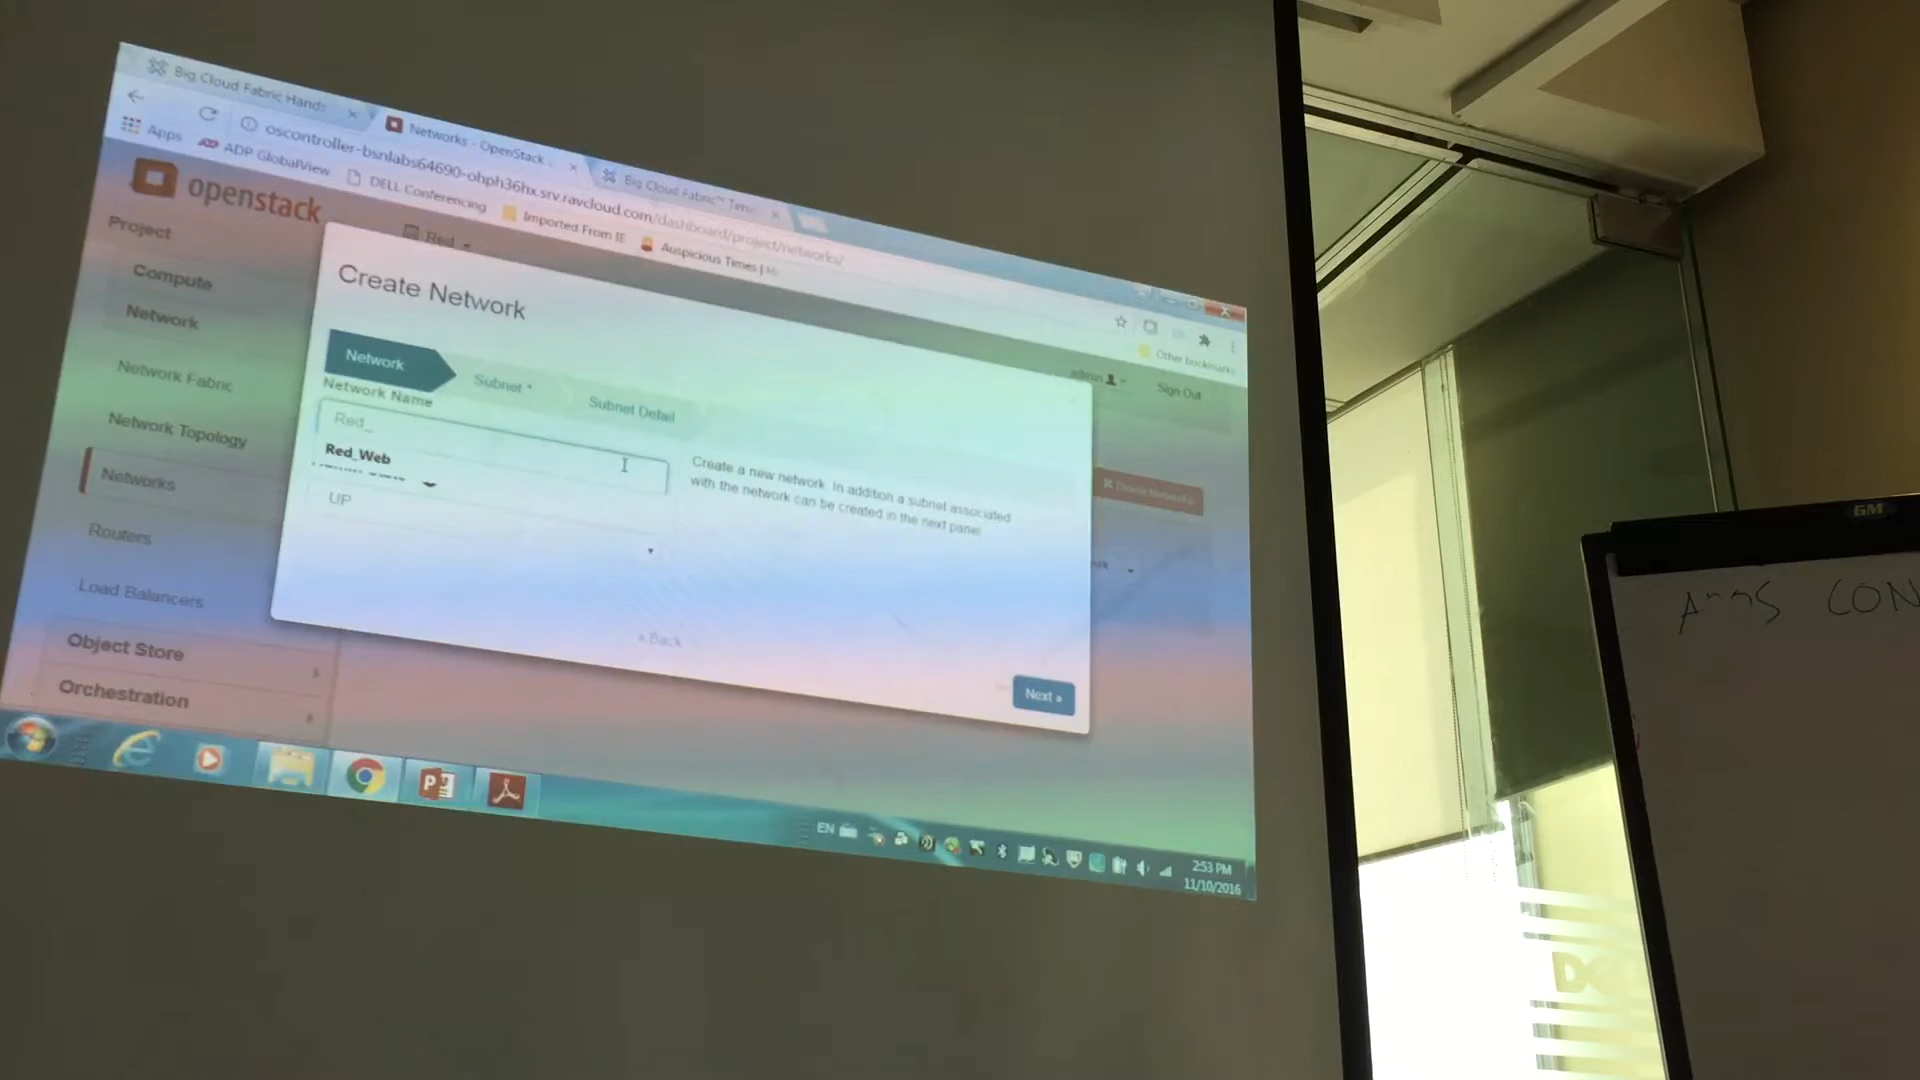 Big Cloud Fabric Hands
Networks - OpenStack
Big Cloud Fabric™
oscontroller-bsnlabs64690-ohph36hx.srv.ravcloud.com/dashboard/project/networks/
Apps
ADP GlobalView
DELL Conferencing
Imported From IE
Auspicious Times |
Other bookmarks
openstack
Red
admin
Sign Out
Project
Compute
Network
Network Fabric
Network Topology
Networks
Routers
Load Balancers
Object Store
Orchestration
Create Network
Network
Subnet *
Subnet Detail
Network Name
Red_
Red_Web
UP
Create a new network. In addition a subnet associated
with the network can be created in the next panel
« Back
Next »
EN
2:53 PM
11/10/2016
GM
CON